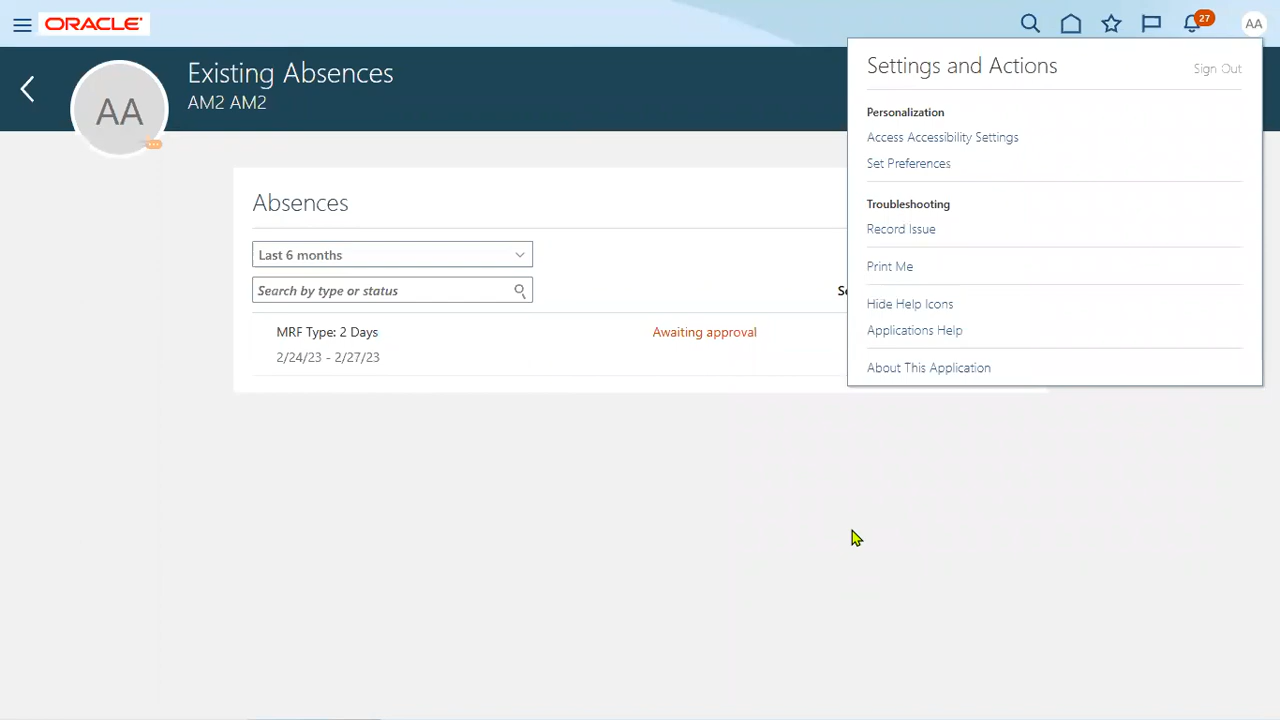 ORACLE
27
AA
AA
Existing Absences
AM2 AM2
Settings and Actions
Sign Out
Personalization
Access Accessibility Settings
Set Preferences
Troubleshooting
Record Issue
Print Me
Hide Help Icons
Applications Help
About This Application
Absences
Last 6 months
Search by type or status
MRF Type: 2 Days
Awaiting approval
2/24/23 - 2/27/23